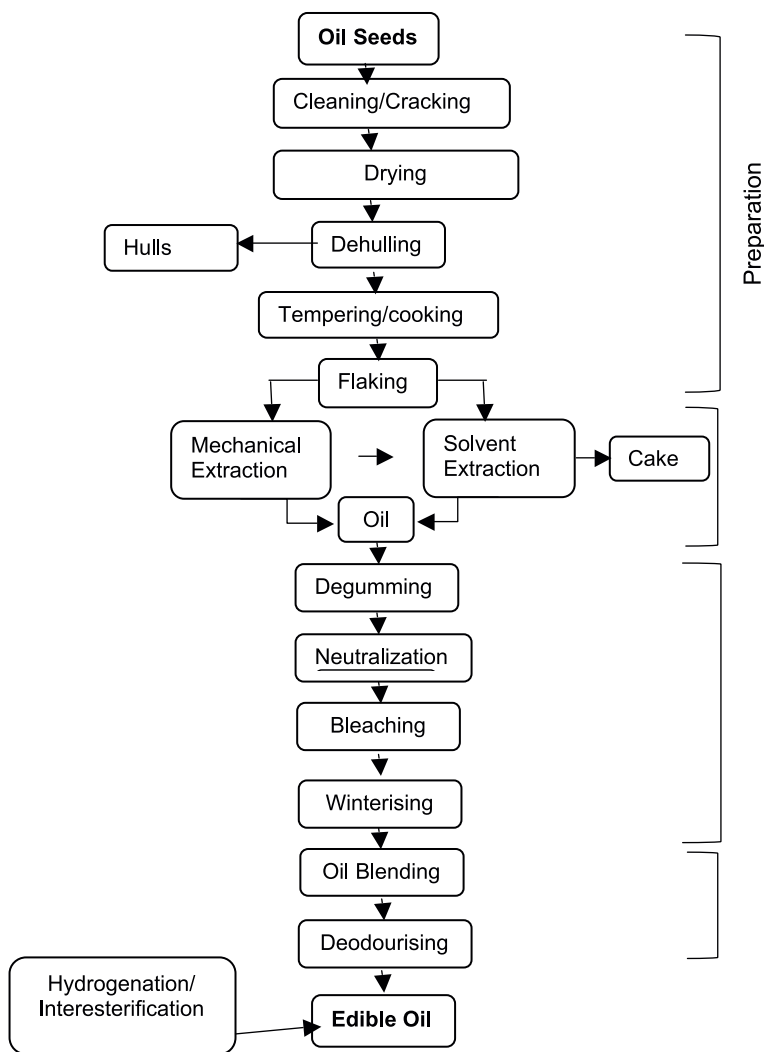 Oil Seeds
Cleaning/Cracking
Drying
Hulls
Dehulling
Tempering/cooking
Flaking
Preparation
Mechanical
Extraction
Solvent
Extraction
Cake
Oil
Degumming
Neutralization
Bleaching
Winterising
Oil Blending
Deodourising
Hydrogenation/
Interesterification
Edible Oil